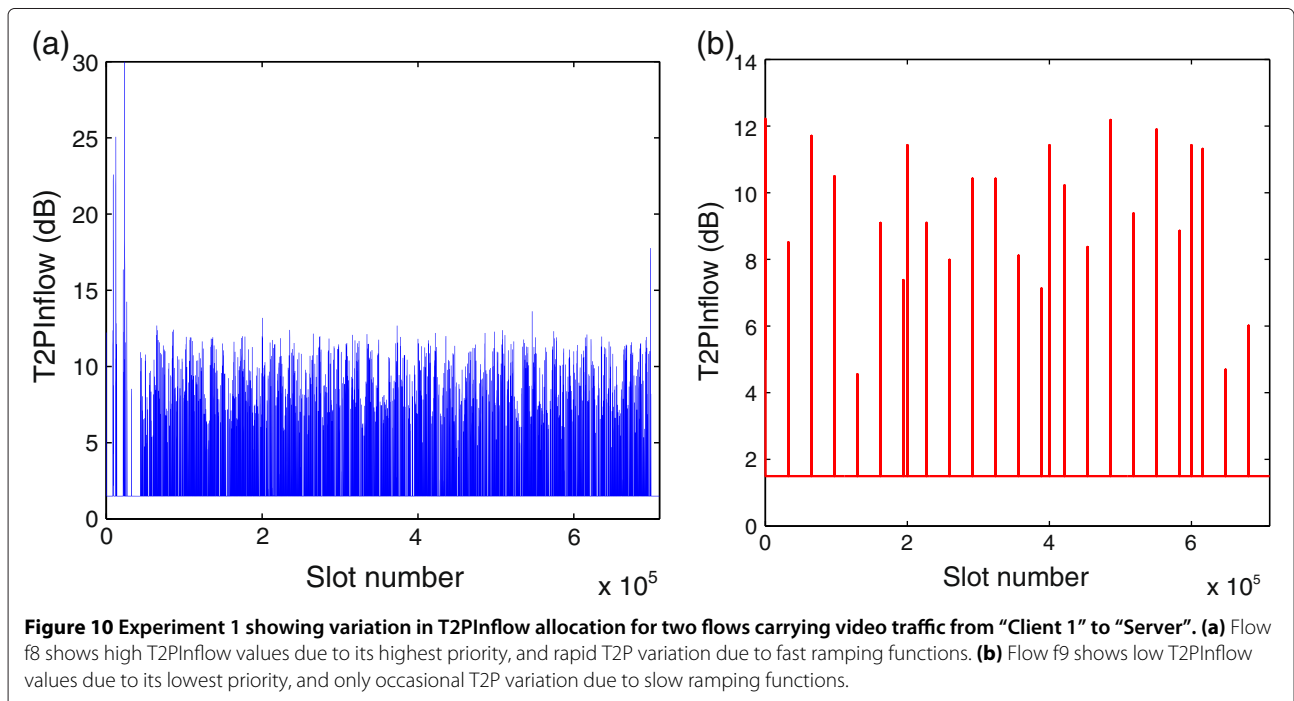 (a)
30
25
20
15
10
5
0
T2PInflow (dB)
0 2 4 6
Slot number
x 10⁵
(b)
14
12
10
8
6
4
2
0
T2PInflow (dB)
0 2 4 6
Slot number
x 10⁵
Figure 10 Experiment 1 showing variation in T2PInflow allocation for two flows carrying video traffic from “Client 1” to “Server”. (a) Flow
f8 shows high T2PInflow values due to its highest priority, and rapid T2P variation due to fast ramping functions. (b) Flow f9 shows low T2PInflow
values due to its lowest priority, and only occasional T2P variation due to slow ramping functions.